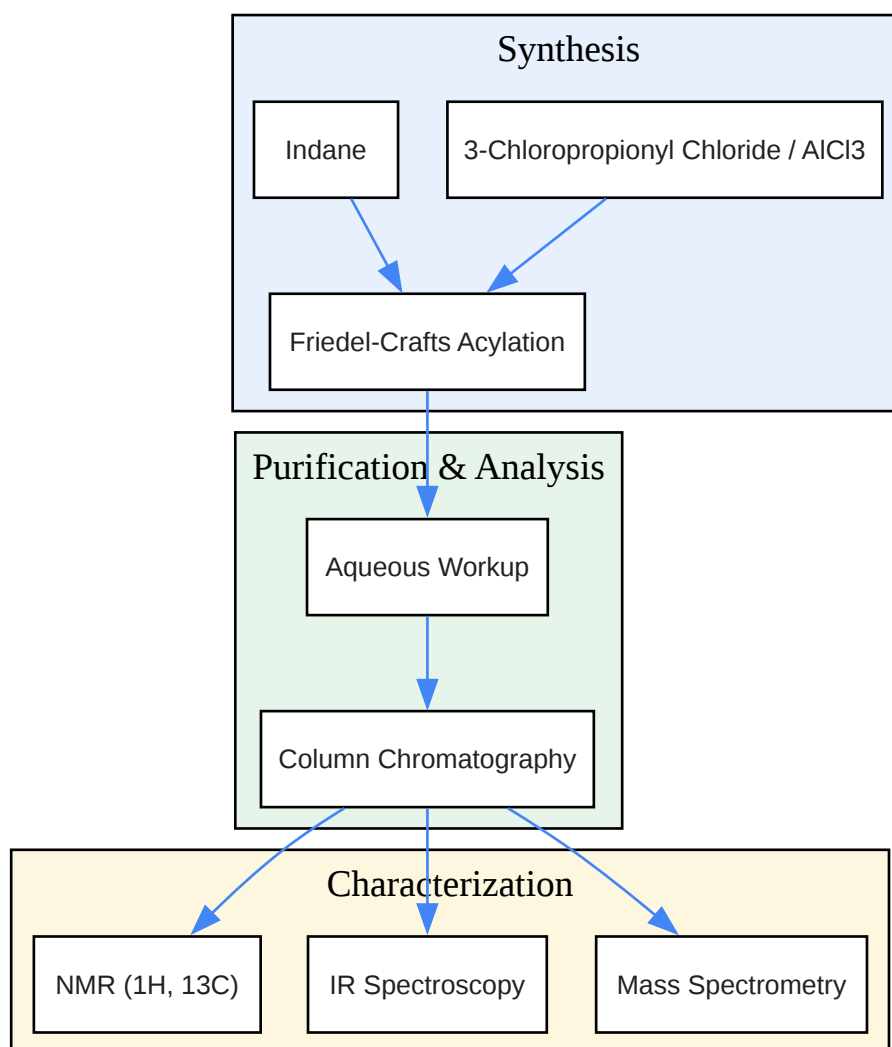 Synthesis
Indane
3-Chloropropionyl Chloride / AlCl3
Friedel-Crafts Acylation
Purification & Analysis
Aqueous Workup
Column Chromatography
Characterization
NMR (1H, 13C)
IR Spectroscopy
Mass Spectrometry